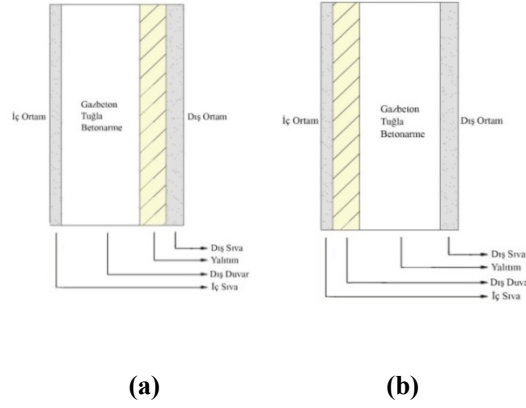 İç Ortam
Gazbeton
Tuğla
Betonarme
Dış Ortam
Dış Sıva
Yalıtım
Dış Duvar
İç Sıva
(a)
İç Ortam
Gazbeton
Tuğla
Betonarme
Dış Ortam
Dış Sıva
Yalıtım
Dış Duva
İç Sıva
(b)